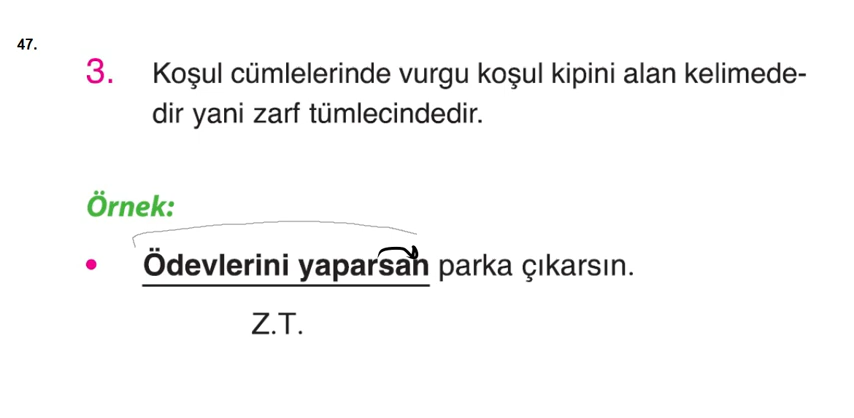 47.
3. Koşul cümlelerinde vurgu koşul kipini alan kelimede-
dir yani zarf tümlecindedir.
Örnek:
• Ödevlerini yaparsan parka çıkarsın.
Z.T.